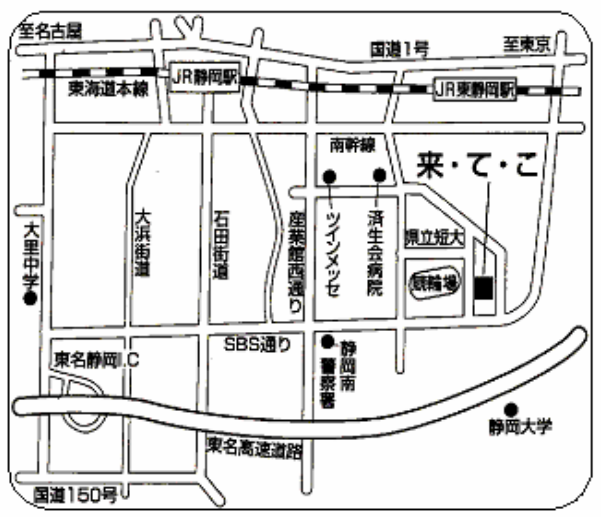 至名古屋
国道1号
至東京
JR静岡駅
東海道本線
JR東静岡駅
南幹線
来・て・こ
大浜街道
石田街道
産業館西通り
ツインメッセ
済生会病院
県立短大
競輪場
大里中学
SBS通り
静岡南
警察署
東名静岡I.C
静岡大学
東名高速道路
国道150号